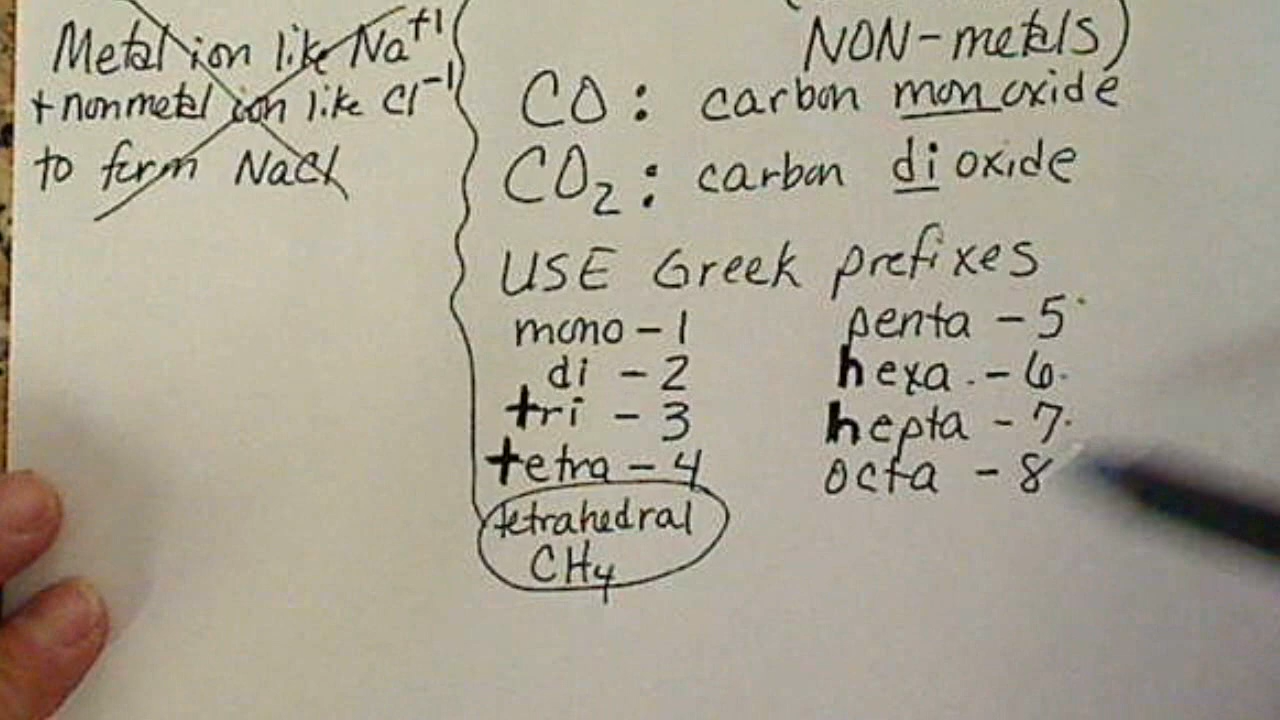 Metal ion like Na⁺¹
+ nonmetal ion like Cl⁻¹
to form NaCl
NON-metals)
CO: carbon monoxide
CO₂: carbon dioxide
USE Greek prefixes
mono - 1
di - 2
tri - 3
tetra - 4
tetrahedral
CH₄
penta - 5
hexa - 6
hepta - 7
octa - 8